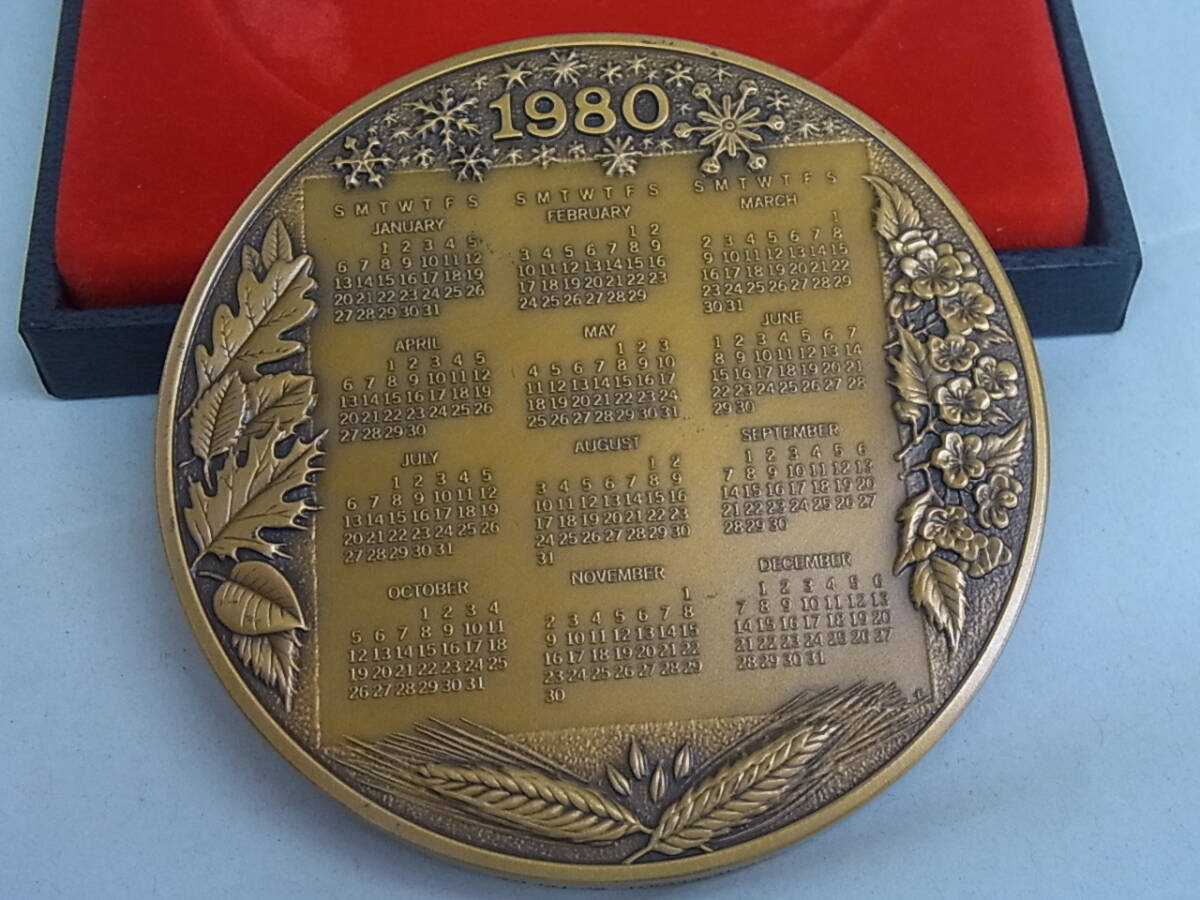 1980
S M T W T F S
JANUARY
1 2 3 4 5
6 7 8 9 10 11 12
13 14 15 16 17 18 19
20 21 22 23 24 25 26
27 28 29 30 31
S M T W T F S
FEBRUARY
1 2
3 4 5 6 7 8 9
10 11 12 13 14 15 16
17 18 19 20 21 22 23
24 25 26 27 28 29
S M T W T F S
MARCH
1
2 3 4 5 6 7 8
9 10 11 12 13 14 15
16 17 18 19 20 21 22
23 24 25 26 27 28 29
30 31
APRIL
1 2 3 4 5
6 7 8 9 10 11 12
13 14 15 16 17 18 19
20 21 22 23 24 25 26
27 28 29 30
MAY
1 2 3
4 5 6 7 8 9 10
11 12 13 14 15 16 17
18 19 20 21 22 23 24
25 26 27 28 29 30 31
JUNE
1 2 3 4 5 6 7
8 9 10 11 12 13 14
15 16 17 18 19 20 21
22 23 24 25 26 27 28
29 30
JULY
1 2 3 4 5
6 7 8 9 10 11 12
13 14 15 16 17 18 19
20 21 22 23 24 25 26
27 28 29 30 31
AUGUST
1 2
3 4 5 6 7 8 9
10 11 12 13 14 15 16
17 18 19 20 21 22 23
24 25 26 27 28 29 30
31
SEPTEMBER
1 2 3 4 5 6
7 8 9 10 11 12 13
14 15 16 17 18 19 20
21 22 23 24 25 26 27
28 29 30
OCTOBER
1 2 3 4
5 6 7 8 9 10 11
12 13 14 15 16 17 18
19 20 21 22 23 24 25
26 27 28 29 30 31
NOVEMBER
1
2 3 4 5 6 7 8
9 10 11 12 13 14 15
16 17 18 19 20 21 22
23 24 25 26 27 28 29
30
DECEMBER
1 2 3 4 5 6
7 8 9 10 11 12 13
14 15 16 17 18 19 20
21 22 23 24 25 26 27
28 29 30 31